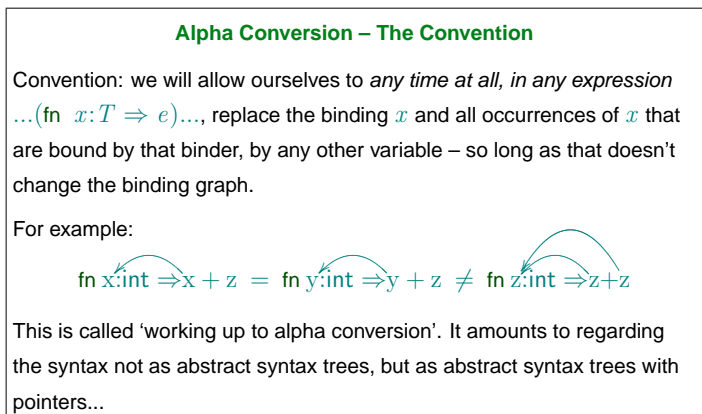 Alpha Conversion – The Convention
Convention: we will allow ourselves to any time at all, in any expression
...(fn x:T ⇒ e)..., replace the binding x and all occurrences of x that
are bound by that binder, by any other variable – so long as that doesn't
change the binding graph.
For example:
fn x:int ⇒x + z = fn y:int ⇒y + z ≠ fn z:int ⇒z+z
This is called 'working up to alpha conversion'. It amounts to regarding
the syntax not as abstract syntax trees, but as abstract syntax trees with
pointers...